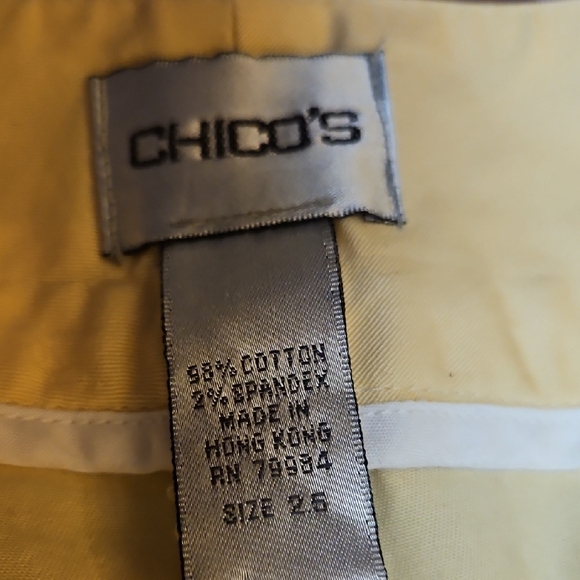 CHICO'S
98% COTTON
2% SPANDEX
MADE IN
HONG KONG
RN 79984
SIZE 2.5